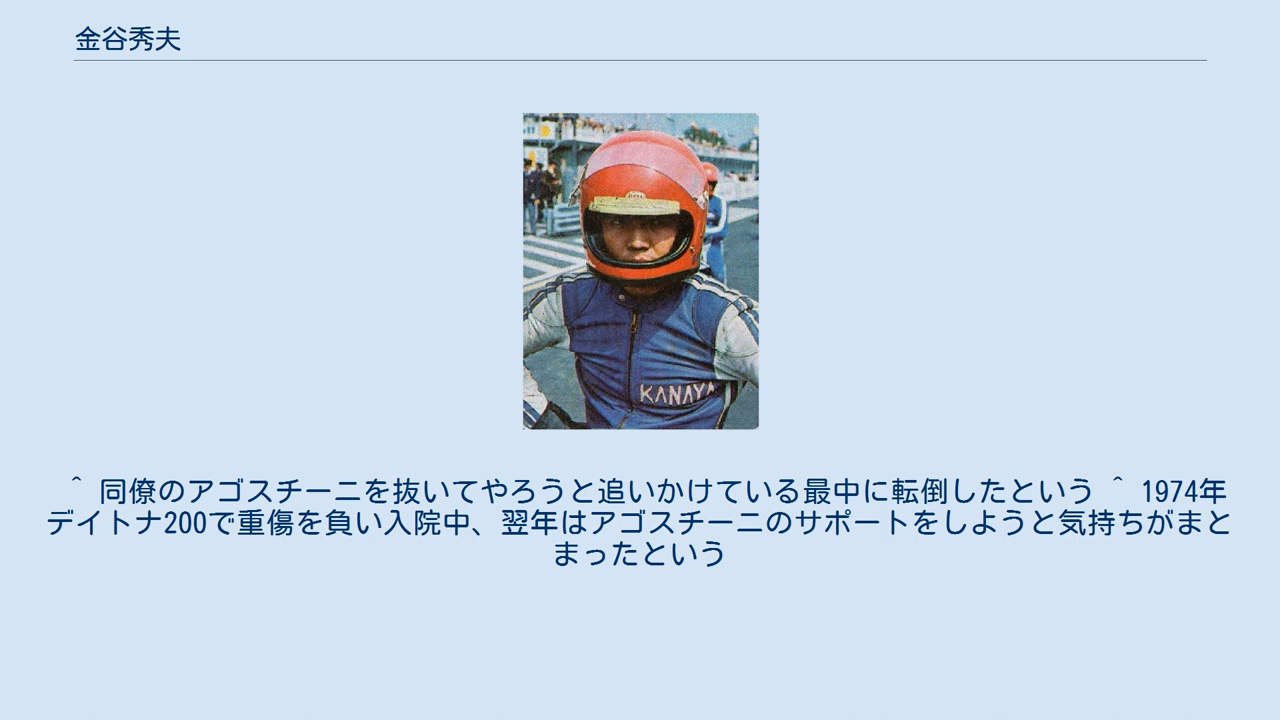 金谷秀夫
KANAYA
^ 同僚のアゴスチーニを抜いてやろうと追いかけている最中に転倒したという ^ 1974年
デイトナ200で重傷を負い入院中、翌年はアゴスチーニのサポートをしようと気持ちがまと
まったという